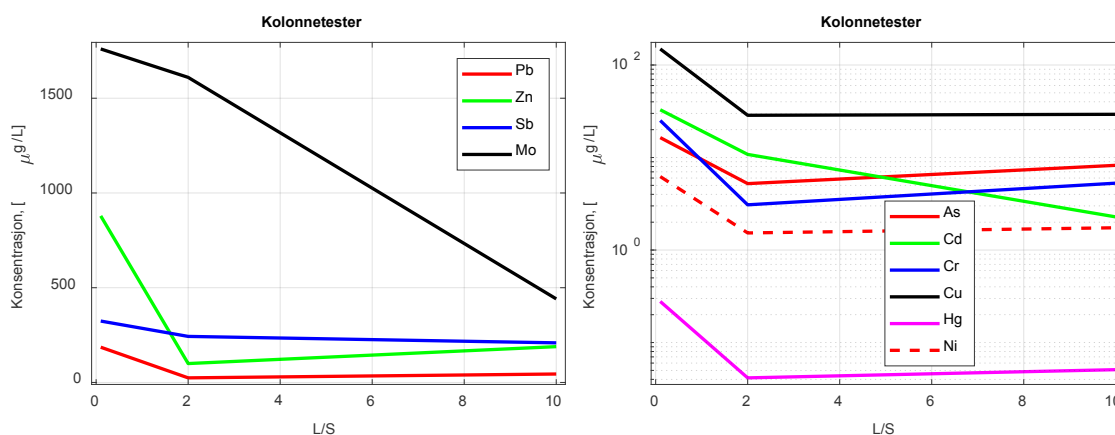 Kolonnetester
Konsentrasjon, [ μg/L]
1500
1000
500
0
0
2
4
6
8
10
L/S
Pb
Zn
Sb
Mo
Kolonnetester
Konsentrasjon, [ μg/L]
10 2
10 0
0
2
4
6
8
10
L/S
As
Cd
Cr
Cu
Hg
Ni